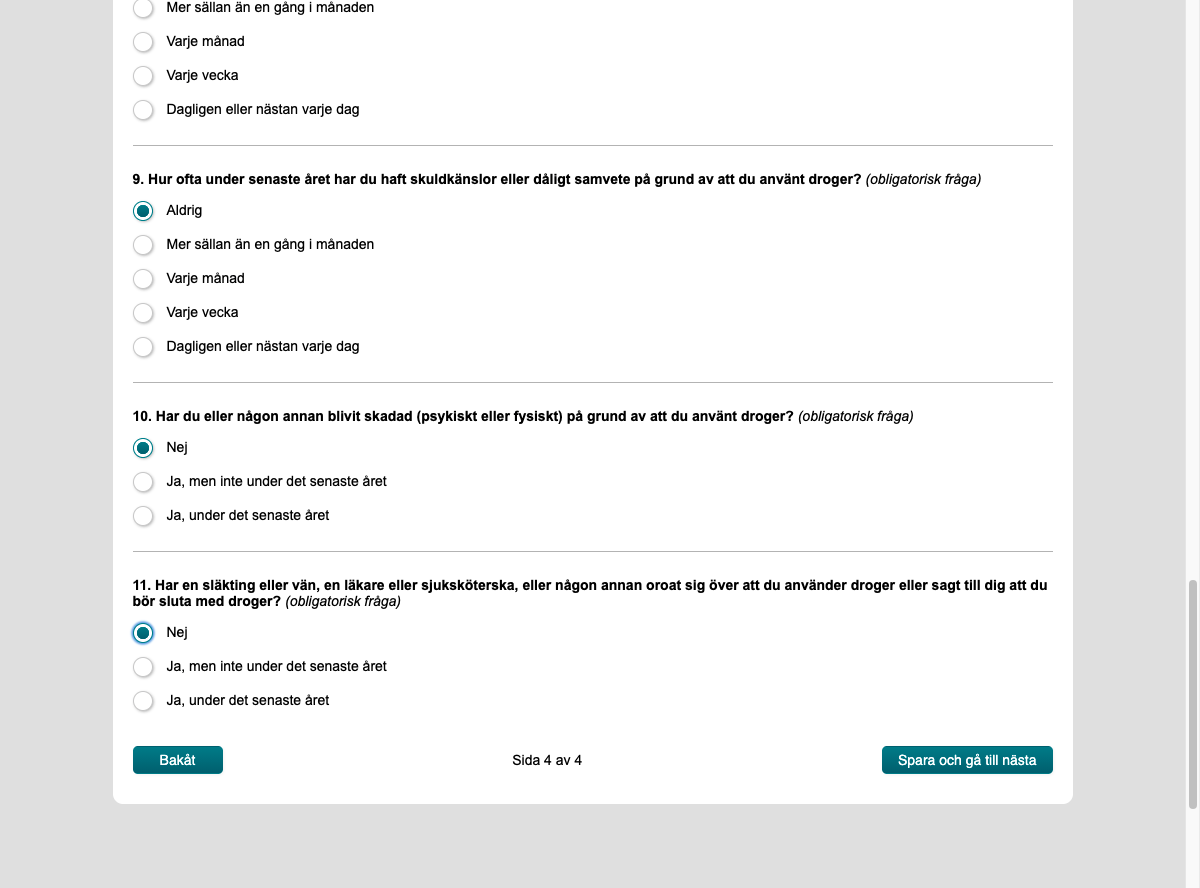 Mer sällan än en gång i månaden
Varje månad
Varje vecka
Dagligen eller nästan varje dag
9. Hur ofta under senaste året har du haft skuldkänslor eller dåligt samvete på grund av att du använt droger? (obligatorisk fråga)
Aldrig
Mer sällan än en gång i månaden
Varje månad
Varje vecka
Dagligen eller nästan varje dag
10. Har du eller någon annan blivit skadad (psykiskt eller fysiskt) på grund av att du använt droger? (obligatorisk fråga)
Nej
Ja, men inte under det senaste året
Ja, under det senaste året
11. Har en släkting eller vän, en läkare eller sjuksköterska, eller någon annan oroat sig över att du använder droger eller sagt till dig att du
bör sluta med droger? (obligatorisk fråga)
Nej
Ja, men inte under det senaste året
Ja, under det senaste året
Bakåt
Sida 4 av 4
Spara och gå till nästa